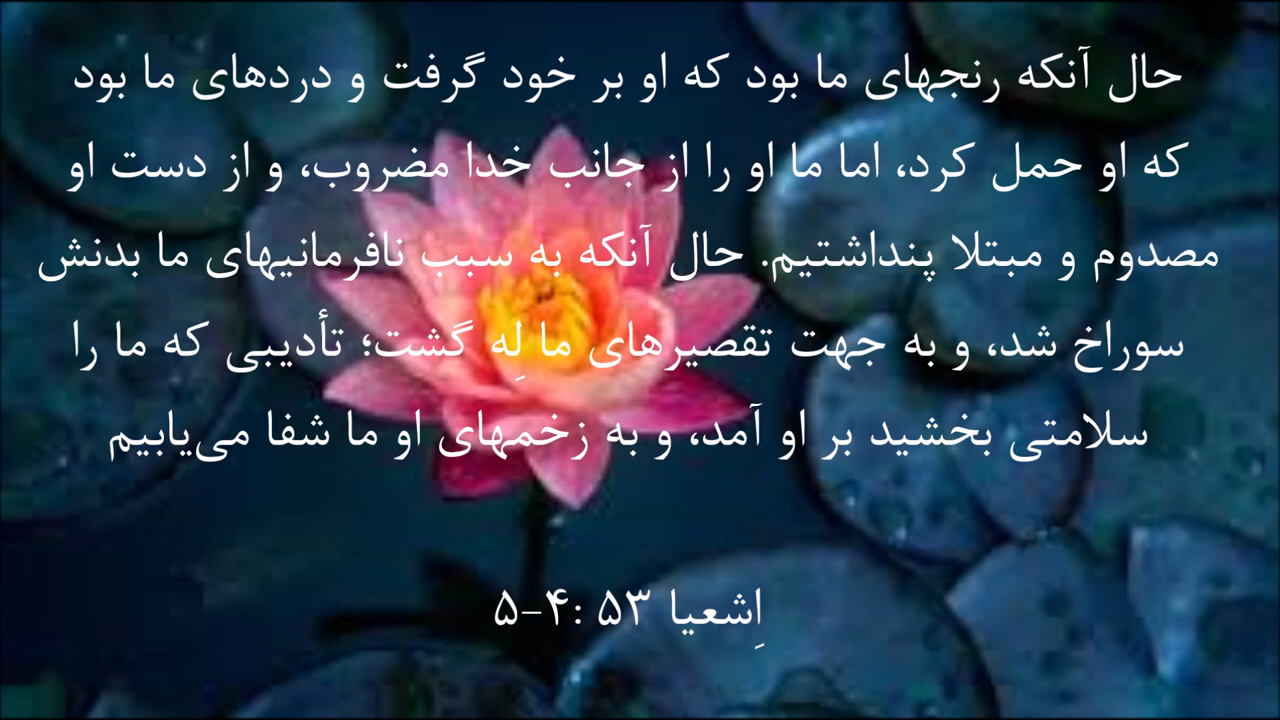 حال آنکه رنجهای ما بود که او بر خود گرفت و دردهای ما بود
که او حمل کرد، اما ما او را از جانب خدا مضروب، و از دست او
مصدوم و مبتلا پنداشتیم. حال آنکه به سبب نافرمانیهای ما بدنش
سوراخ شد، و به جهت تقصیرهای ما لِه گشت؛ تأدیبی که ما را
سلامتی بخشید بر او آمد، و به زخمهای او ما شفا می‌یابیم
اِشعیا ۵۳ :۴-۵